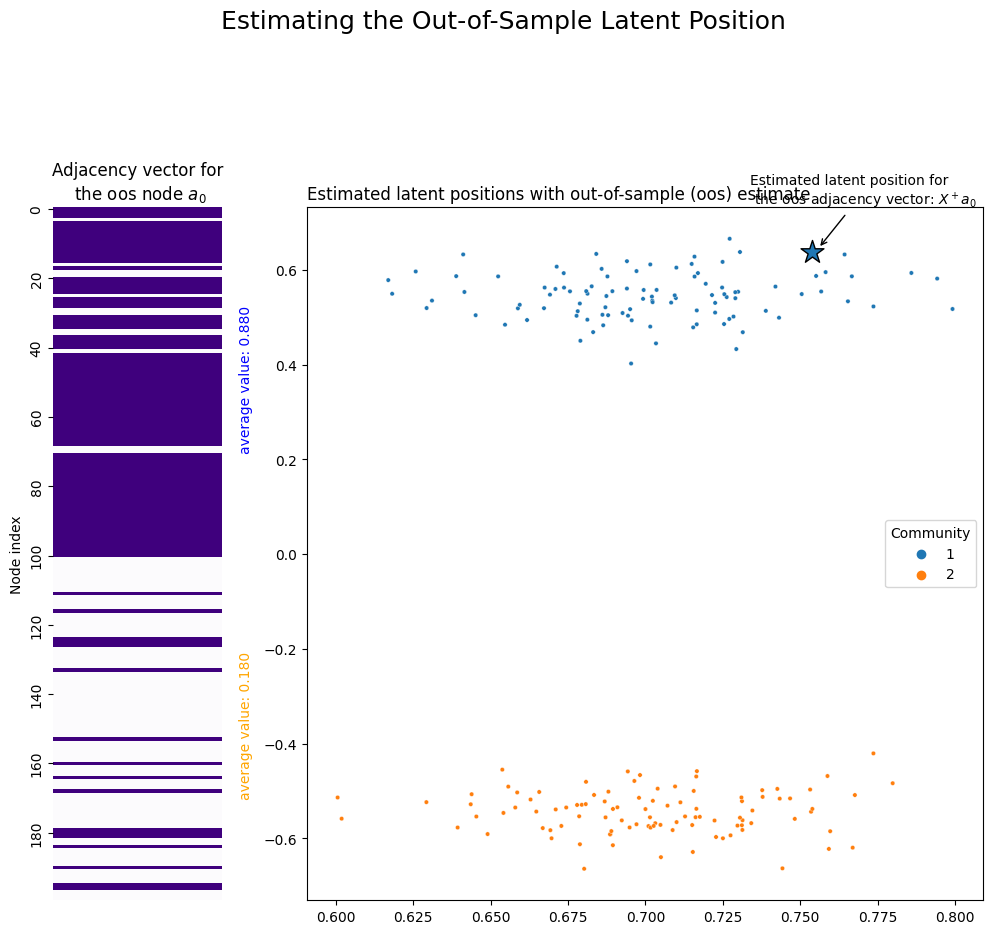 Estimating the Out-of-Sample Latent Position
Adjacency vector for
the oos node $a_0$
0
20
40
60
80
100
120
140
160
180
Node index
average value: 0.880
average value: 0.180
Estimated latent positions with out-of-sample (oos) estimate
Estimated latent position for
the oos adjacency vector: $X^+a_0$
0.6
0.4
0.2
0.0
−0.2
−0.4
−0.6
Community
1
2
0.600
0.625
0.650
0.675
0.700
0.725
0.750
0.775
0.800